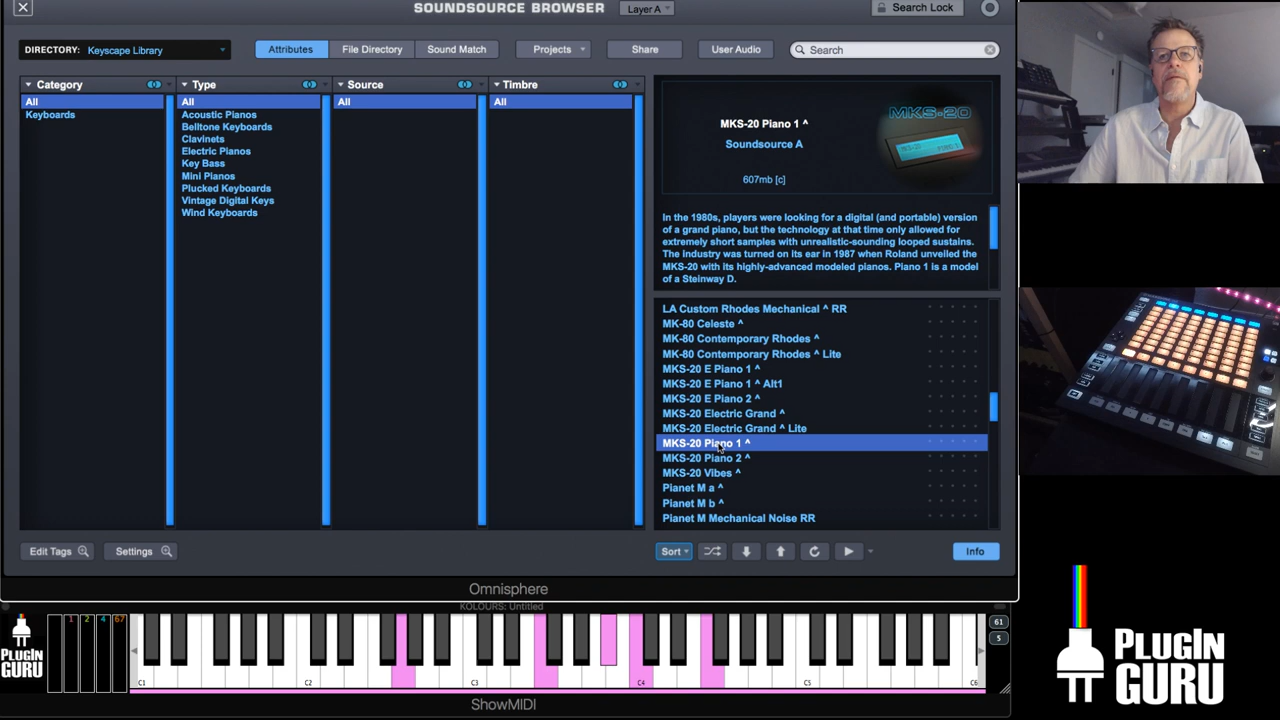 SOUNDSOURCE BROWSER
Layer A
Search Lock
DIRECTORY: Keyscape Library
Attributes
File Directory
Sound Match
Projects
Share
User Audio
Search
Category
Type
Source
Timbre
All
Keyboards
All
Acoustic Pianos
Belltone Keyboards
Clavinets
Electric Pianos
Key Bass
Mini Pianos
Plucked Keyboards
Vintage Digital Keys
Wind Keyboards
All
All
MKS-20 Piano 1 ^
Soundsource A
607mb [c]
MKS-20
In the 1980s, players were looking for a digital (and portable) version
of a grand piano, but the technology at that time only allowed for
extremely short samples with unrealistic-sounding looped sustains.
The industry was turned on its ear in 1987 when Roland unveiled the
MKS-20 with its highly-advanced modeled pianos. Piano 1 is a model
of a Steinway D.
LA Custom Rhodes Mechanical ^ RR
MK-80 Celeste ^
MK-80 Contemporary Rhodes ^
MK-80 Contemporary Rhodes ^ Lite
MKS-20 E Piano 1 ^
MKS-20 E Piano 1 ^ Alt1
MKS-20 E Piano 2 ^
MKS-20 Electric Grand ^
MKS-20 Electric Grand ^ Lite
MKS-20 Piano 1 ^
MKS-20 Piano 2 ^
MKS-20 Vibes ^
Planet M a ^
Planet M b ^
Planet M Mechanical Noise RR
Edit Tags
Settings
Sort
Info
Omnisphere
KOLOURS: Untitled
1 2 4 67
PLUGIN
GURU
C1
C2
C3
C4
C5
C6
61
5
ShowMIDI
PLUGIN
GURU